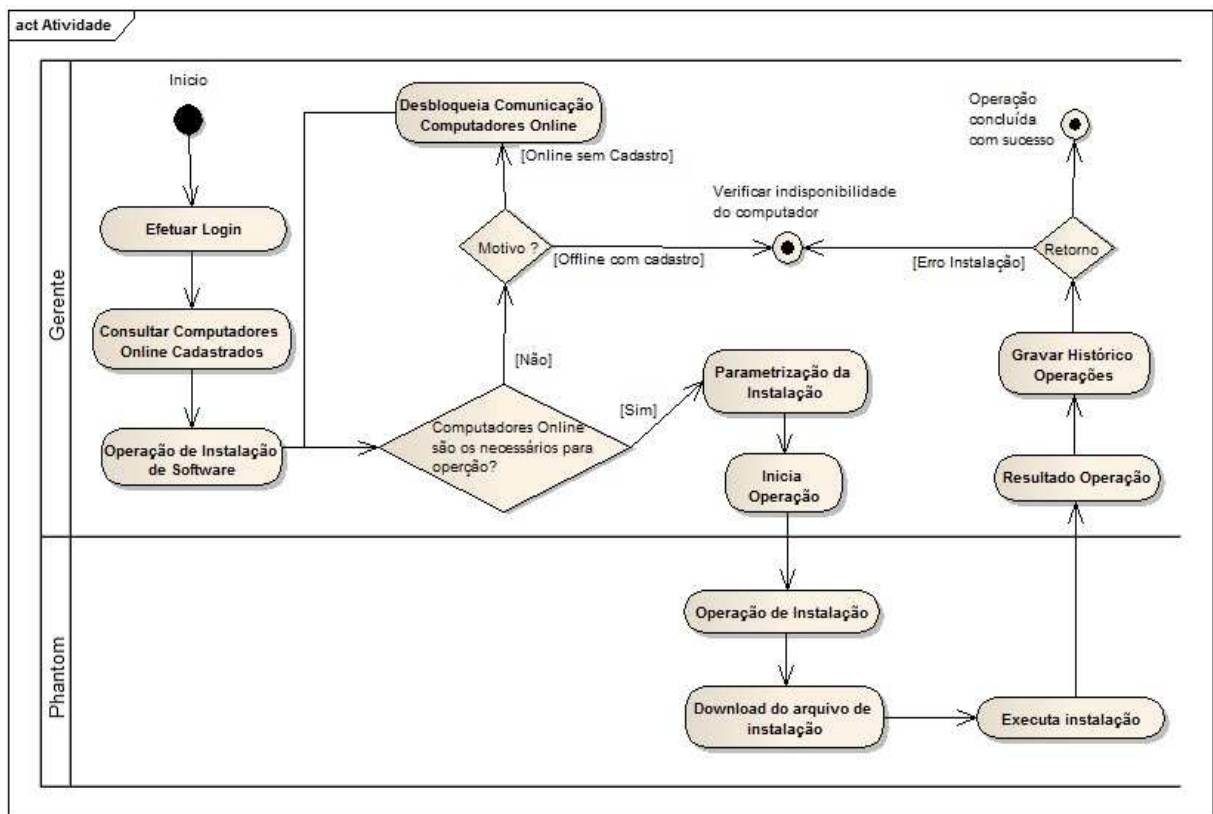 act Atividade
Gerente
Inicio
Efetuar Login
Consultar Computadores
Online Cadastrados
Operação de Instalação
de Software
Desbloqueia Comunicação
Computadores Online
[Online sem Cadastro]
Motivo ?
[Offline com cadastro]
[Não]
Computadores Online
são os necessários para
operção?
[Sim]
Verificar indisponibilidade
do computador
Parametrização da
Instalação
Inicia
Operação
Operação
concluída
com sucesso
Retorno
[Erro Instalação]
Gravar Histórico
Operações
Resultado Operação
Phantom
Operação de Instalação
Download do arquivo de
instalação
Executa instalação